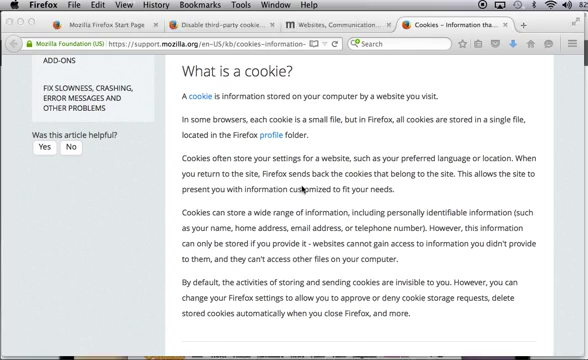 Firefox File Edit View History Bookmarks Tools Window Help
Mozilla Firefox Start Page Disable third-party cookie... Websites, Communication... Cookies – Information tha...
Mozilla Foundation (US) https://support.mozilla.org/en-US/kb/cookies-information- Search
ADD-ONS
FIX SLOWNESS, CRASHING,
ERROR MESSAGES AND
OTHER PROBLEMS
Was this article helpful?
Yes No
What is a cookie?
A cookie is information stored on your computer by a website you visit.
In some browsers, each cookie is a small file, but in Firefox, all cookies are stored in a single file,
located in the Firefox profile folder.
Cookies often store your settings for a website, such as your preferred language or location. When
you return to the site, Firefox sends back the cookies that belong to the site. This allows the site to
present you with information customized to fit your needs.
Cookies can store a wide range of information, including personally identifiable information (such
as your name, home address, email address, or telephone number). However, this information
can only be stored if you provide it - websites cannot gain access to information you didn't provide
to them, and they can't access other files on your computer.
By default, the activities of storing and sending cookies are invisible to you. However, you can
change your Firefox settings to allow you to approve or deny cookie storage requests, delete
stored cookies automatically when you close Firefox, and more.